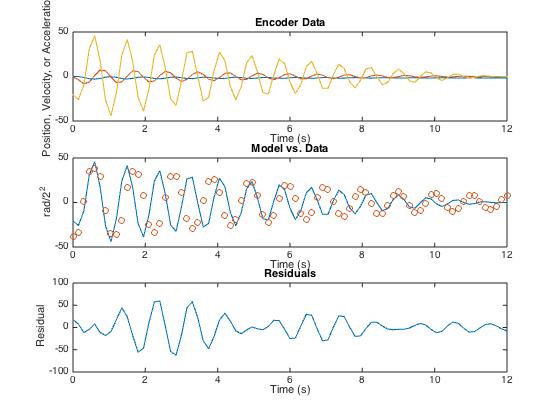 Encoder Data
Position, Velocity, or
50
0
-50
0 2 4 6 8 10 12
Time (s)
Model vs. Data
rad/2²
50
0
-50
0 2 4 6 8 10 12
Time (s)
Residuals
Residual
100
50
0
-50
-100
0 2 4 6 8 10 12
Time (s)